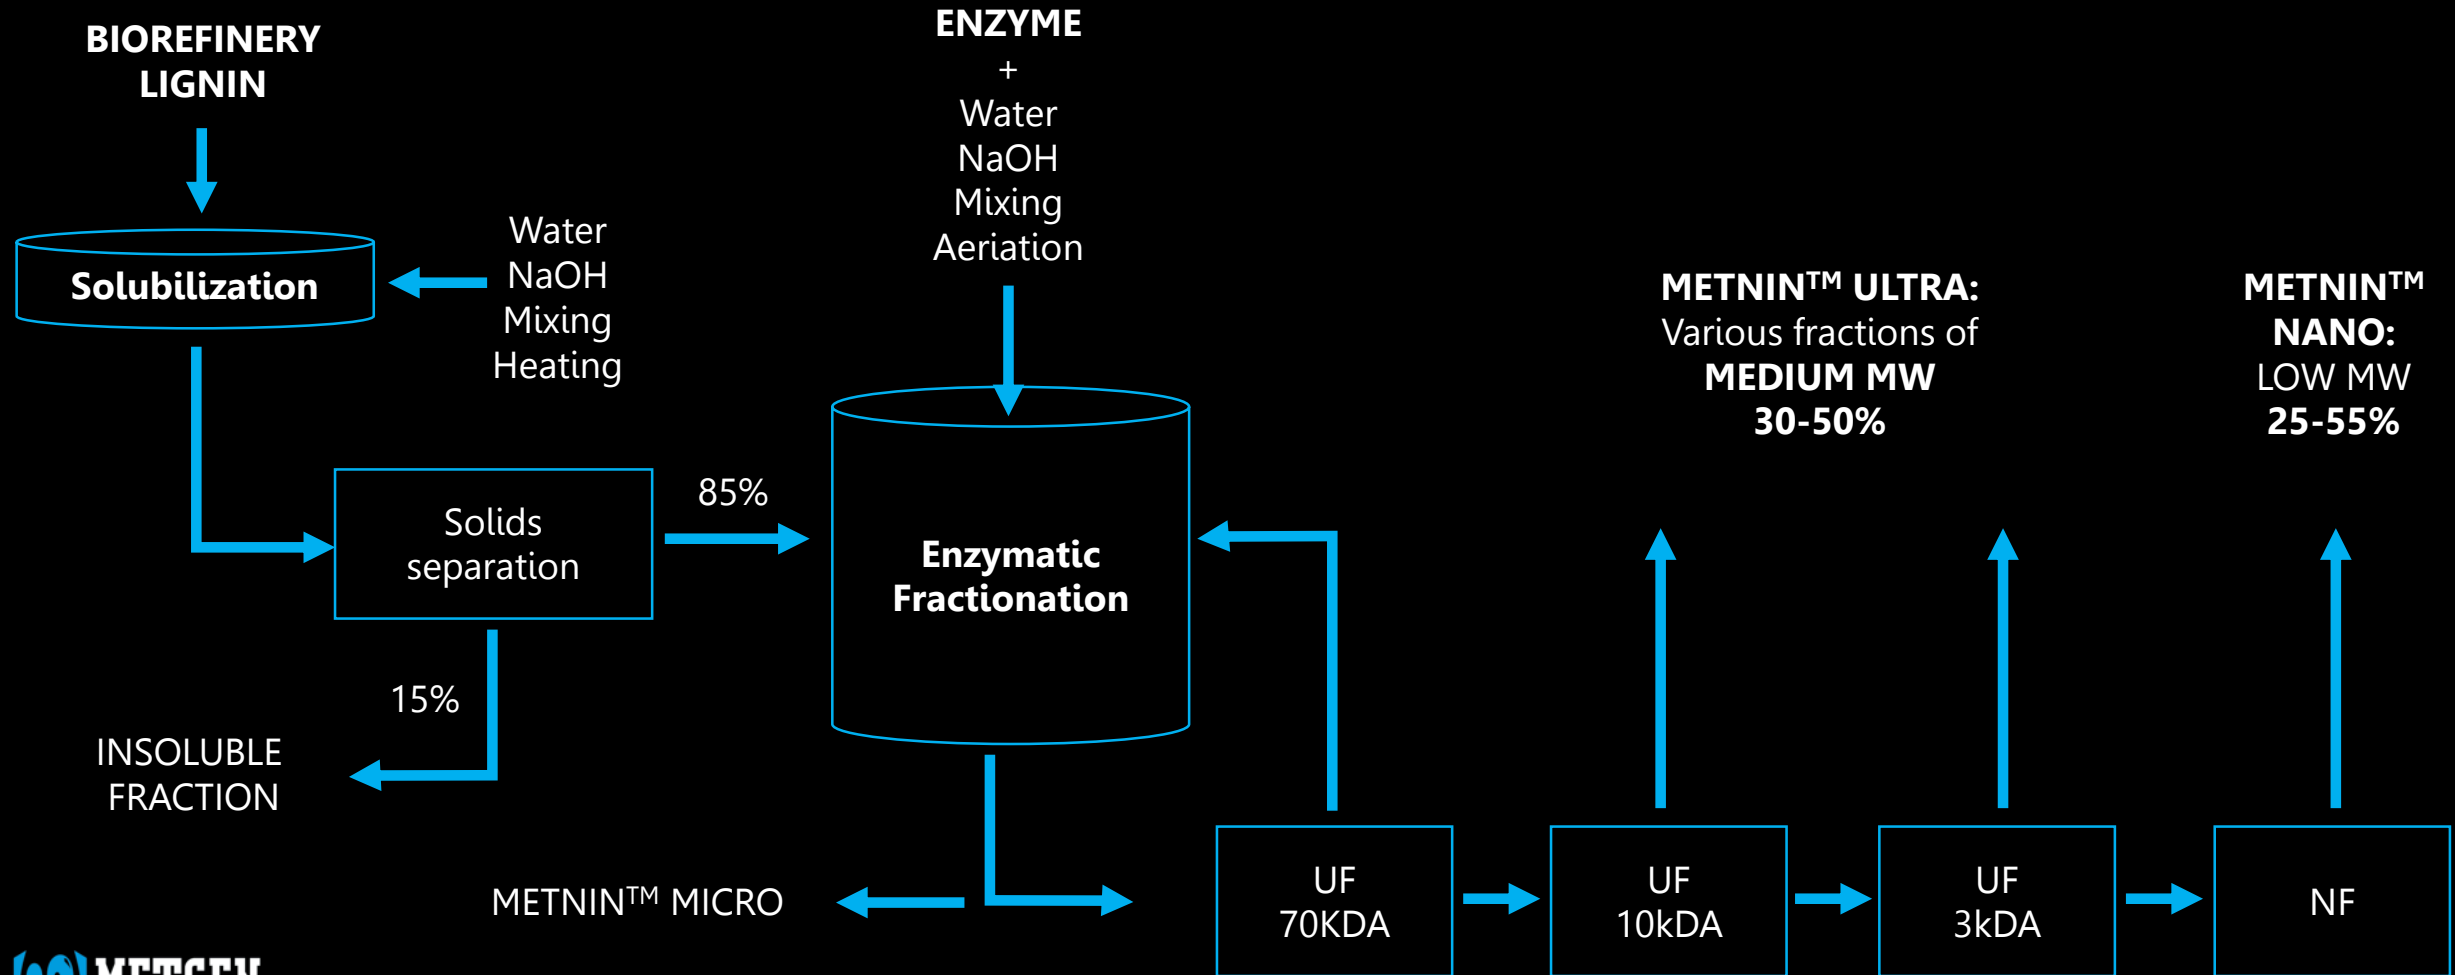 BIOREFINERY
LIGNIN
Solubilization
Water
NaOH
Mixing
Heating
ENZYME
+
Water
NaOH
Mixing
Aeriation
Solids
separation
85%
15%
INSOLUBLE
FRACTION
Enzymatic
Fractionation
METNIN™ MICRO
METNIN™ ULTRA:
Various fractions of
MEDIUM MW
30-50%
METNIN™
NANO:
LOW MW
25-55%
UF
70KDA
UF
10kDA
UF
3kDA
NF
METGEN